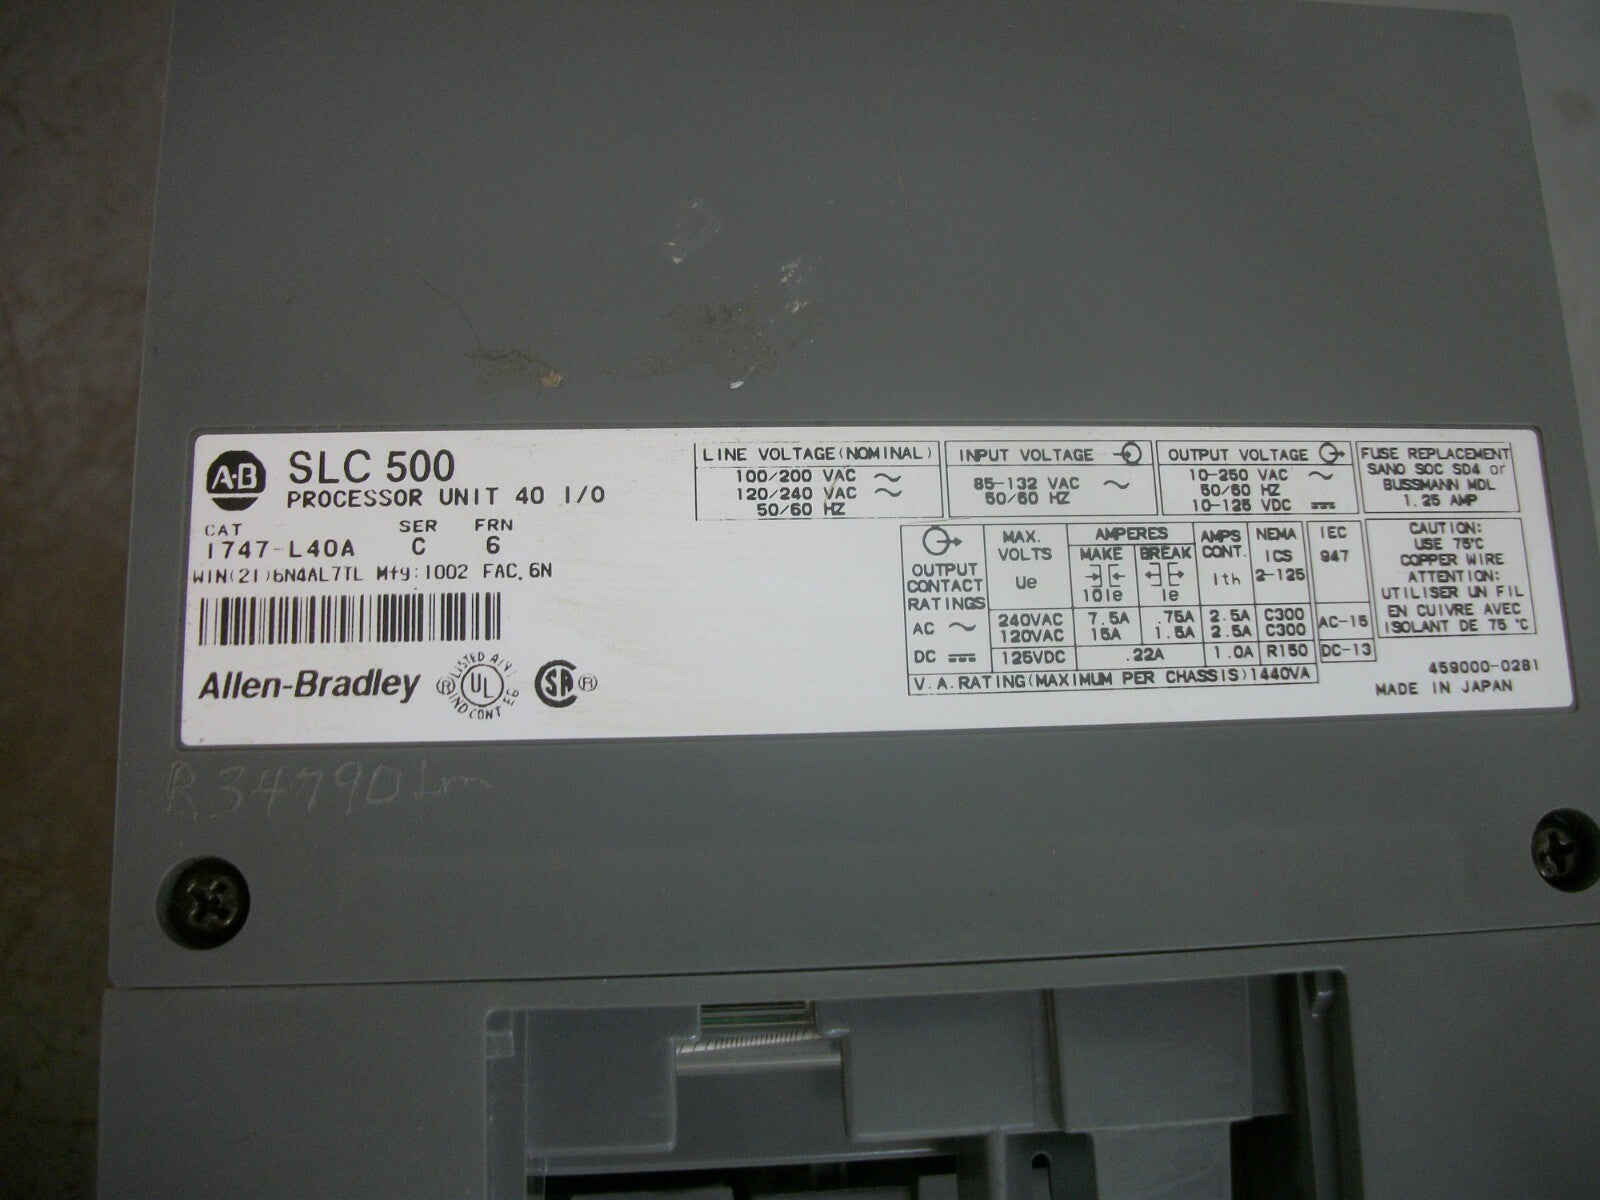 A·B SLC 500
PROCESSOR UNIT 40 I/O
CAT SER FRN
1747-L40A C 6
WIN(21)6N4AL7TL Mfg:1002 FAC. 6N
Allen-Bradley
LISTED
UL
IND CONT
SA
LINE VOLTAGE(NOMINAL)
100/200 VAC
120/240 VAC
50/60 HZ
INPUT VOLTAGE
85-132 VAC
50/60 HZ
OUTPUT VOLTAGE
10-250 VAC
50/60 HZ
10-125 VDC
FUSE REPLACEMENT
SANO SOC SD4 or
BUSSMANN MDL
1.25 AMP
OUTPUT CONTACT RATINGS
MAX. VOLTS Ue
AMPERES
MAKE 10Ie
BREAK Ie
AMPS CONT. Ith
NEMA ICS 2-125
IEC 947
AC 240VAC 7.5A .75A 2.5A C300 AC-15
120VAC 15A 1.5A 2.5A C300
DC 125VDC .22A 1.0A R150 DC-13
V.A.RATING(MAXIMUM PER CHASSIS)1440VA
CAUTION:
USE 75°C
COPPER WIRE
ATTENTION:
UTILISER UN FIL
EN CUIVRE AVEC
ISOLANT DE 75 °C
459000-0281
MADE IN JAPAN